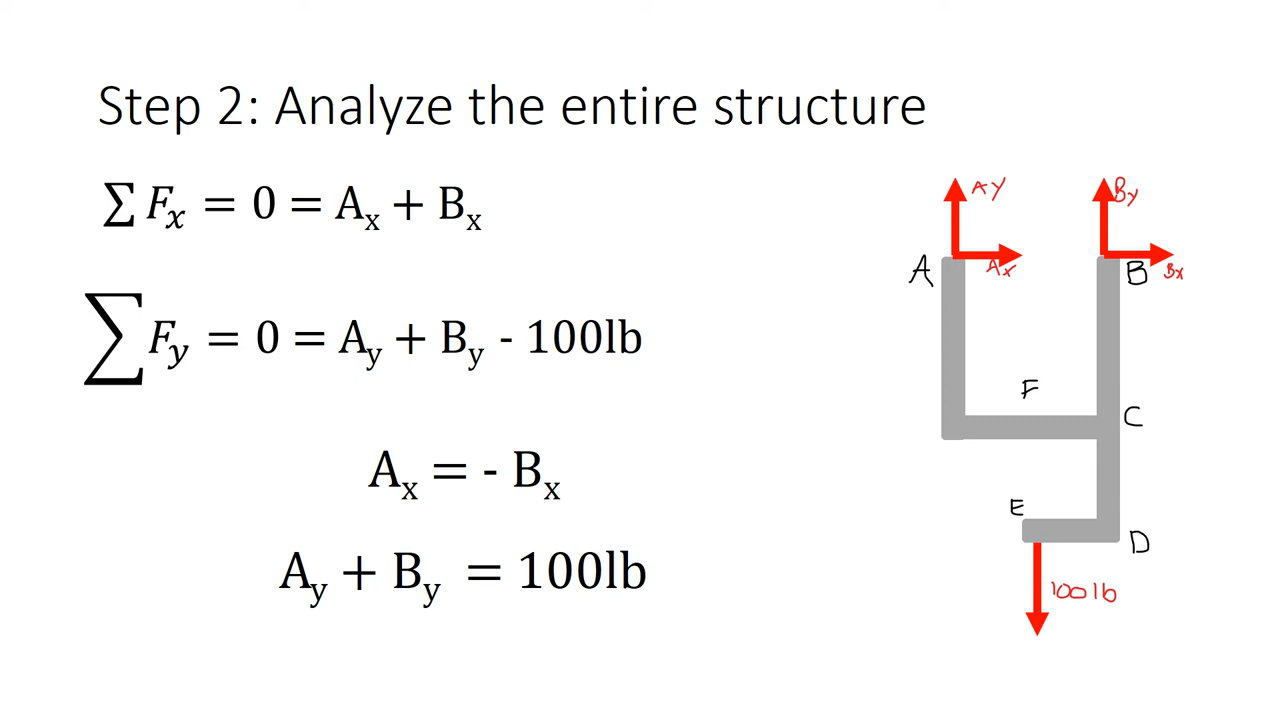 Step 2: Analyze the entire structure
∑ Fx = 0 = Ax + Bx
∑ Fy = 0 = Ay + By - 100lb
Ax = - Bx
Ay + By = 100lb
AY
By
A
Ax
B
Bx
F
C
E
D
100lb